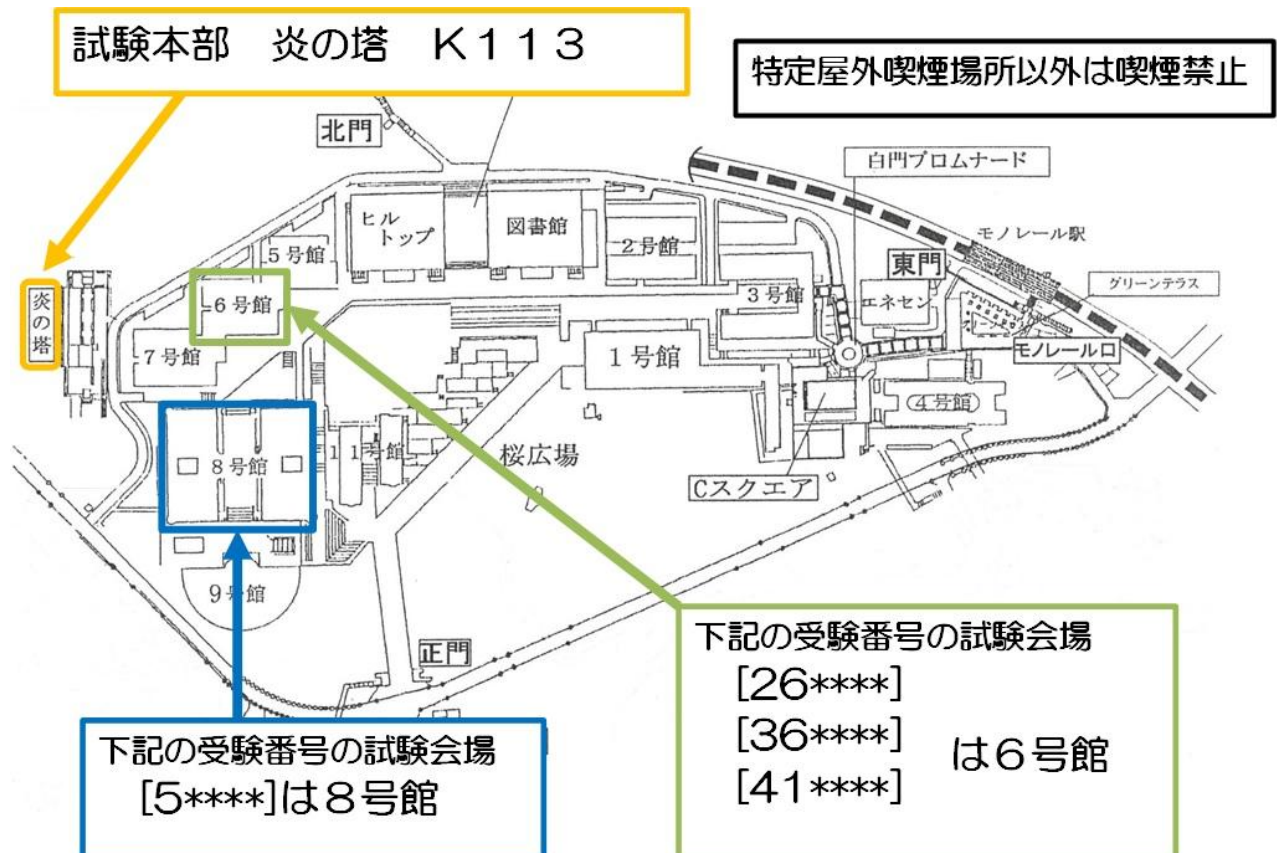 試験本部　炎の塔　K113
特定屋外喫煙場所以外は喫煙禁止
北門
白門プロムナード
ヒル
トップ
図書館
2号館
モノレール駅
5号館
東門
グリーンテラス
炎の塔
6号館
3号館
エネセン
7号館
1号館
モノレール口
4号館
8号館
11号館
桜広場
Cスクエア
9号館
正門
下記の受験番号の試験会場
[26****]
[36****]
[41****]
は6号館
下記の受験番号の試験会場
[5****]は8号館